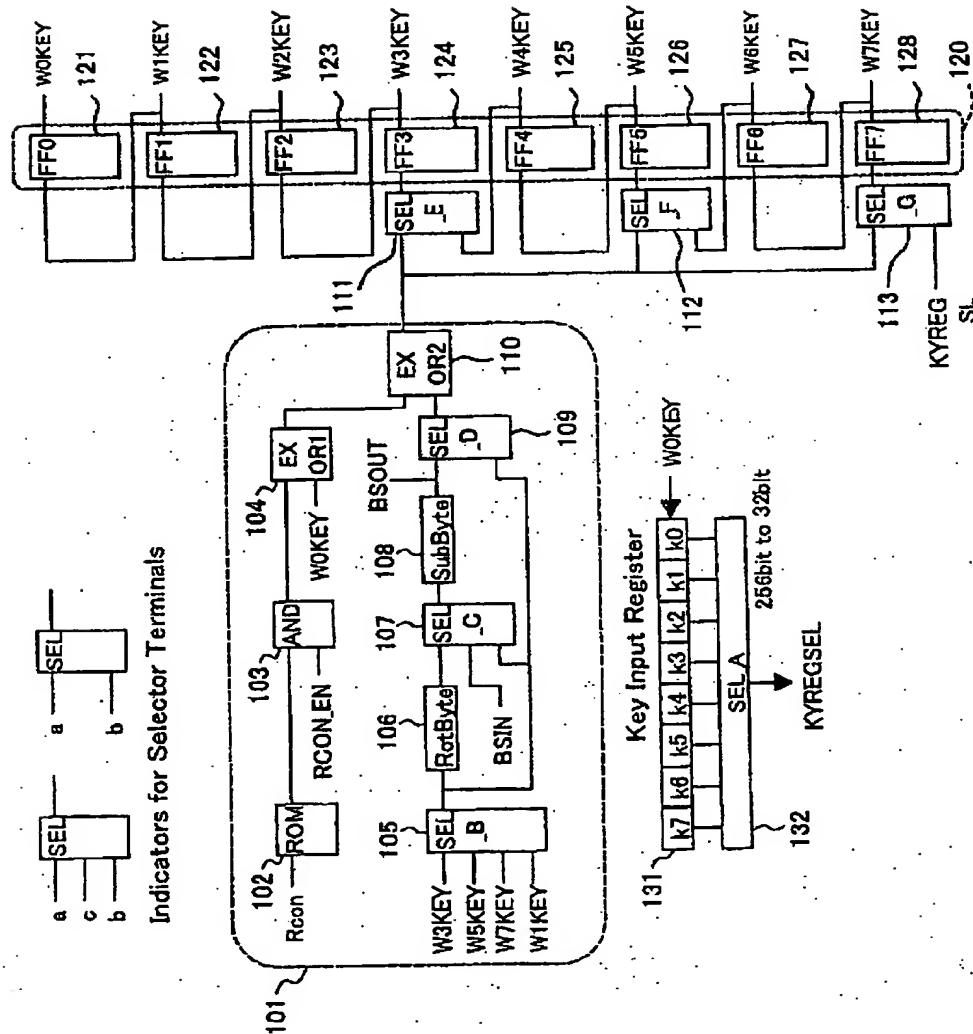 a
c
b
SEL
a
b
SEL
Indicators for Selector Terminals
101
Rcon
102
ROM
103
AND
RCON_EN
104
EX
OR1
W0KEY
W3KEY
W5KEY
W7KEY
W1KEY
105
SEL
_B
106
RotByte
107
SEL
_C
BSIN
108
SubByte
BSOUT
SEL
_D
109
EX
OR2
110
111
SEL
_E
112
SEL
_F
113
SEL
_G
KYREG
FF0
W0KEY
121
FF1
W1KEY
122
FF2
W2KEY
123
FF3
W3KEY
124
FF4
W4KEY
125
FF5
W5KEY
126
FF6
W6KEY
127
FF7
W7KEY
128
120
Key Input Register
131
k7 k6 k5 k4 k3 k2 k1 k0
W0KEY
132
SEL_A
256bit to 32bit
KYREGSEL